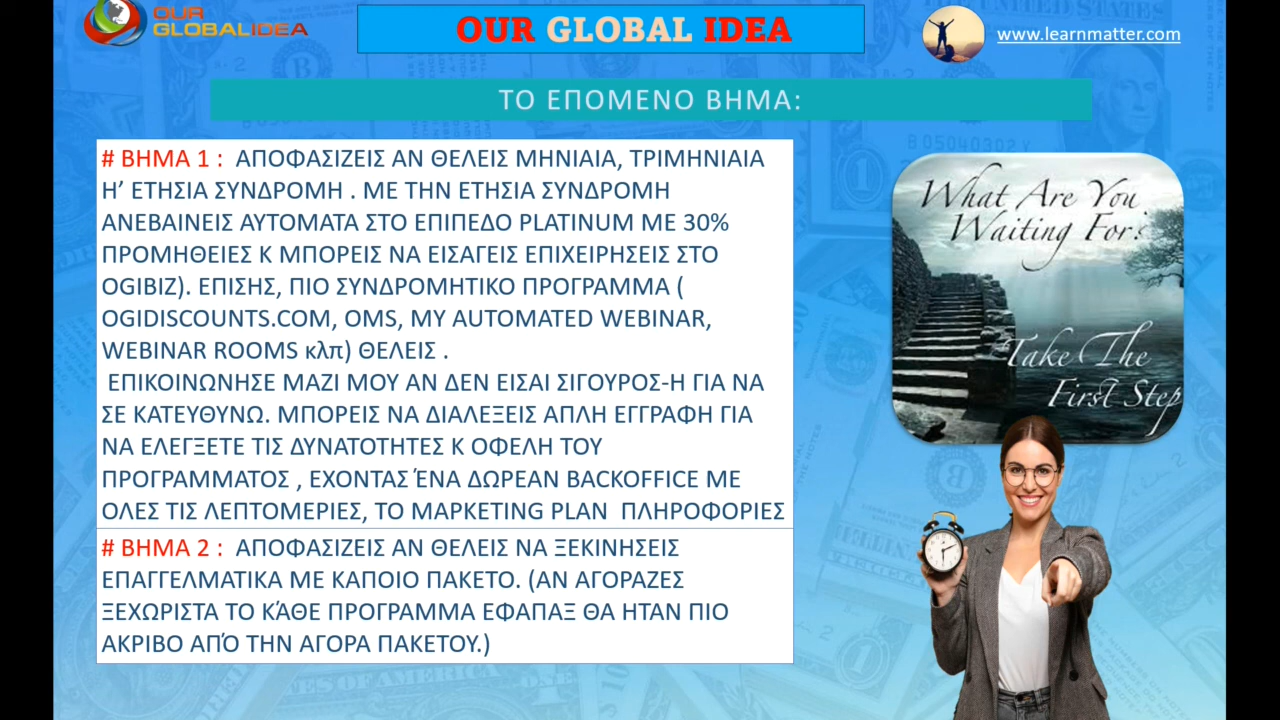 OUR
GLOBALIDEA
OUR GLOBAL IDEA
www.learnmatter.com
ΤΟ ΕΠΟΜΕΝΟ ΒΗΜΑ:
# ΒΗΜΑ 1 : ΑΠΟΦΑΣΙΖΕΙΣ ΑΝ ΘΕΛΕΙΣ ΜΗΝΙΑΙΑ, ΤΡΙΜΗΝΙΑΙΑ
Η’ ΕΤΗΣΙΑ ΣΥΝΔΡΟΜΗ . ΜΕ ΤΗΝ ΕΤΗΣΙΑ ΣΥΝΔΡΟΜΗ
ΑΝΕΒΑΙΝΕΙΣ ΑΥΤΟΜΑΤΑ ΣΤΟ ΕΠΙΠΕΔΟ PLATINUM ΜΕ 30%
ΠΡΟΜΗΘΕΙΕΣ Κ ΜΠΟΡΕΙΣ ΝΑ ΕΙΣΑΓΕΙΣ ΕΠΙΧΕΙΡΗΣΕΙΣ ΣΤΟ
OGIBIZ). ΕΠΙΣΗΣ, ΠΙΟ ΣΥΝΔΡΟΜΗΤΙΚΟ ΠΡΟΓΡΑΜΜΑ (
OGIDISCOUNTS.COM, OMS, MY AUTOMATED WEBINAR,
WEBINAR ROOMS κλπ) ΘΕΛΕΙΣ .
ΕΠΙΚΟΙΝΩΝΗΣΕ ΜΑΖΙ ΜΟΥ ΑΝ ΔΕΝ ΕΙΣΑΙ ΣΙΓΟΥΡΟΣ-Η ΓΙΑ ΝΑ
ΣΕ ΚΑΤΕΥΘΥΝΩ. ΜΠΟΡΕΙΣ ΝΑ ΔΙΑΛΕΞΕΙΣ ΑΠΛΗ ΕΓΓΡΑΦΗ ΓΙΑ
ΝΑ ΕΛΕΓΞΕΤΕ ΤΙΣ ΔΥΝΑΤΟΤΗΤΕΣ Κ ΟΦΕΛΗ ΤΟΥ
ΠΡΟΓΡΑΜΜΑΤΟΣ , ΕΧΟΝΤΑΣ ΈΝΑ ΔΩΡΕΑΝ BACKOFFICE ΜΕ
ΟΛΕΣ ΤΙΣ ΛΕΠΤΟΜΕΡΙΕΣ, ΤΟ MAPKETING PLAN ΠΛΗΡΟΦΟΡΙΕΣ
# ΒΗΜΑ 2 : ΑΠΟΦΑΣΙΖΕΙΣ ΑΝ ΘΕΛΕΙΣ ΝΑ ΞΕΚΙΝΗΣΕΙΣ
ΕΠΑΓΓΕΛΜΑΤΙΚΑ ΜΕ ΚΑΠΟΙΟ ΠΑΚΕΤΟ. (ΑΝ ΑΓΟΡΑΖΕΣ
ΞΕΧΩΡΙΣΤΑ ΤΟ ΚΆΘΕ ΠΡΟΓΡΑΜΜΑ ΕΦΑΠΑΞ ΘΑ ΗΤΑΝ ΠΙΟ
ΑΚΡΙΒΟ ΑΠΌ ΤΗΝ ΑΓΟΡΑ ΠΑΚΕΤΟΥ.)
What Are You
Waiting For?
Take The
First Step